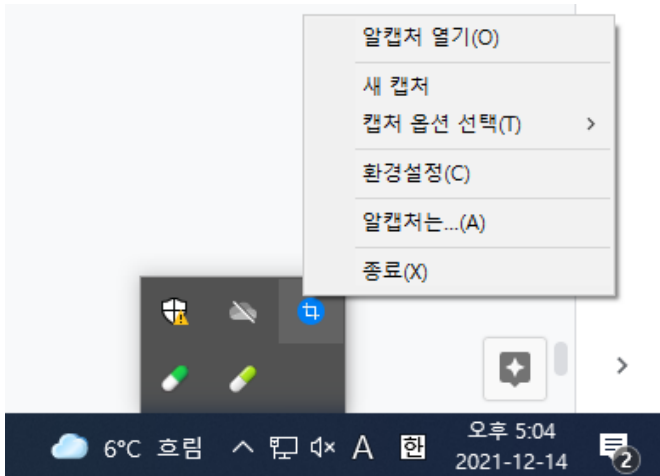 알캡처 열기(O)
새 캡처
캡처 옵션 선택(T)
환경설정(C)
알캡처는...(A)
종료(X)
6°C 흐림 A 한 오후 5:04
2021-12-14 2